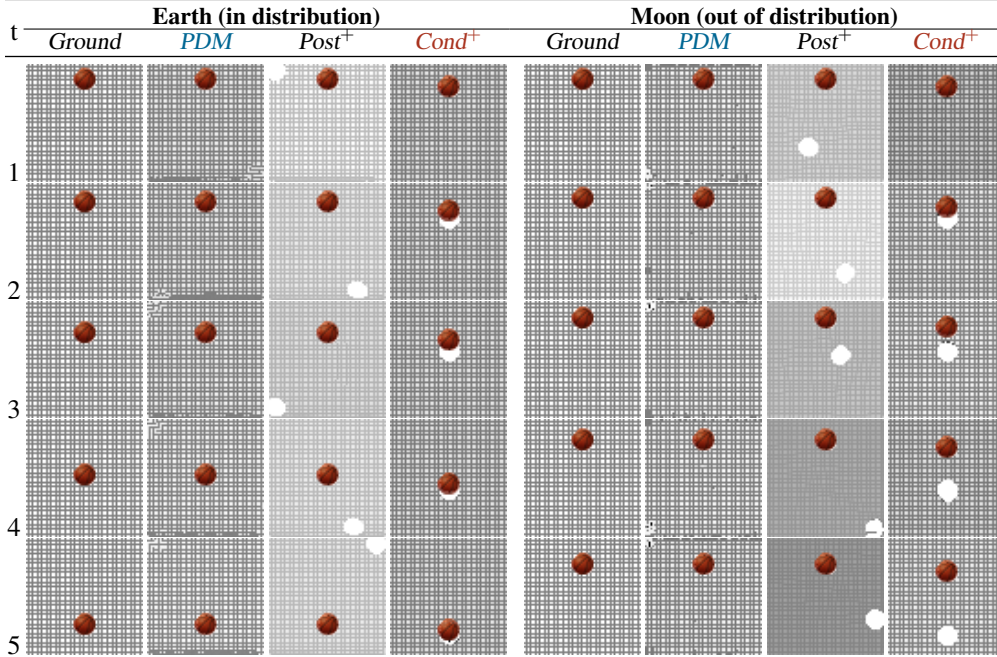 Earth (in distribution) Moon (out of distribution)
t Ground PDM Post+ Cond+ Ground PDM Post+ Cond+
1
2
3
4
5